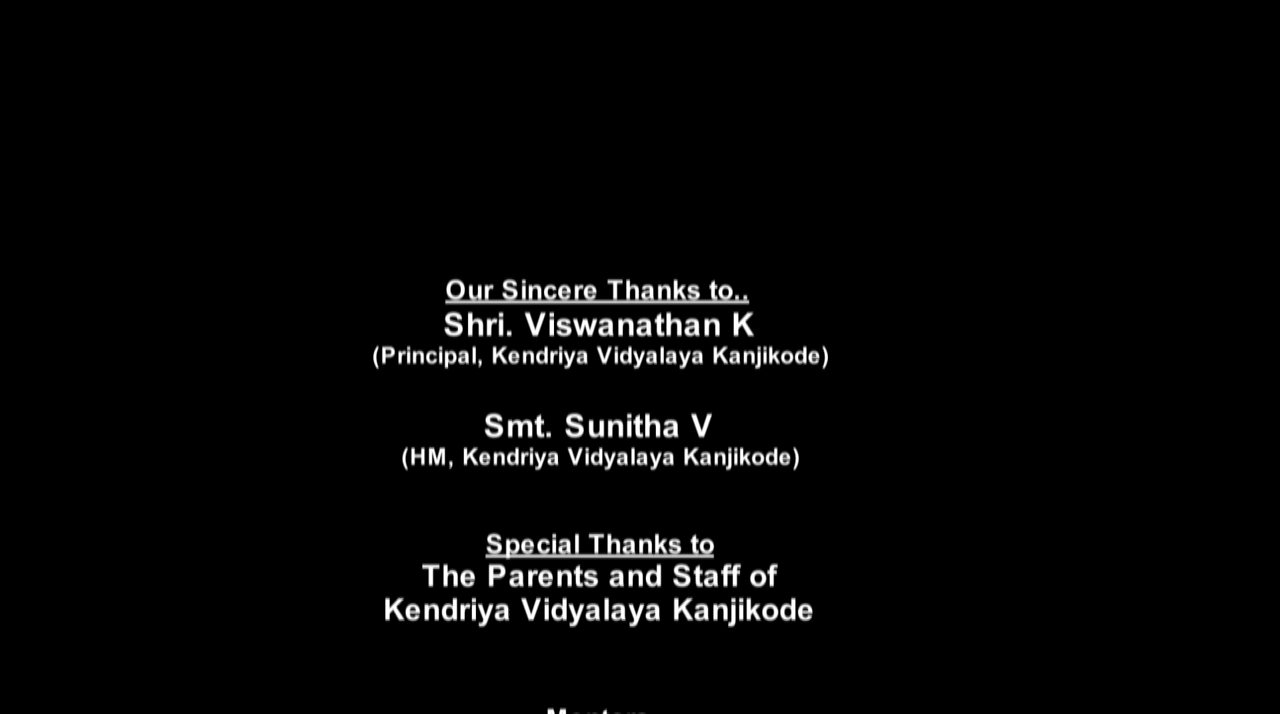 Our Sincere Thanks to..
Shri. Viswanathan K
(Principal, Kendriya Vidyalaya Kanjikode)
Smt. Sunitha V
(HM, Kendriya Vidyalaya Kanjikode)
Special Thanks to
The Parents and Staff of
Kendriya Vidyalaya Kanjikode